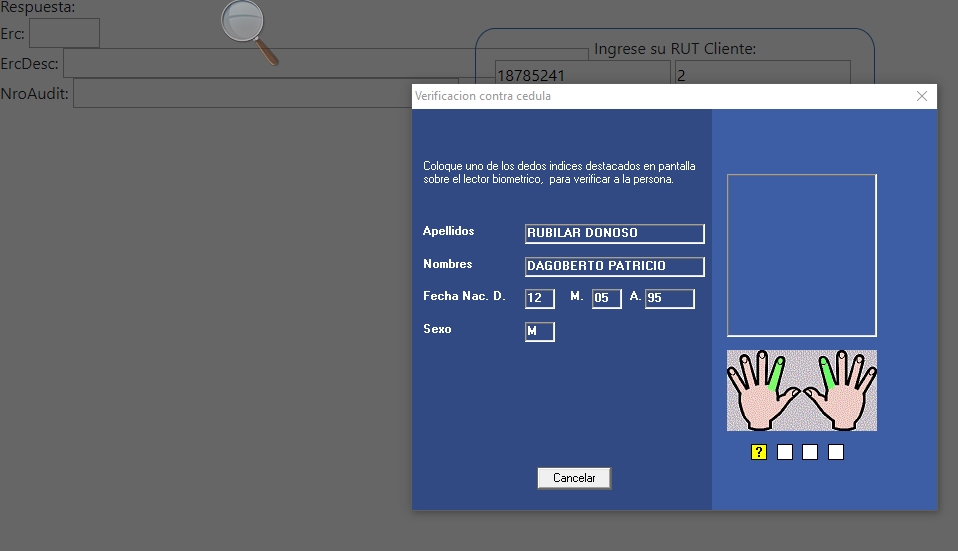 Respuesta:
Erc:
ErcDesc:
NroAudit:
Ingrese su RUT Cliente:
18785241 2
Verificacion contra cedula
Coloque uno de los dedos indices destacados en pantalla
sobre el lector biometrico, para verificar a la persona.
Apellidos RUBILAR DONOSO
Nombres DAGOBERTO PATRICIO
Fecha Nac. D. 12 M. 05 A. 95
Sexo M
?
Cancelar